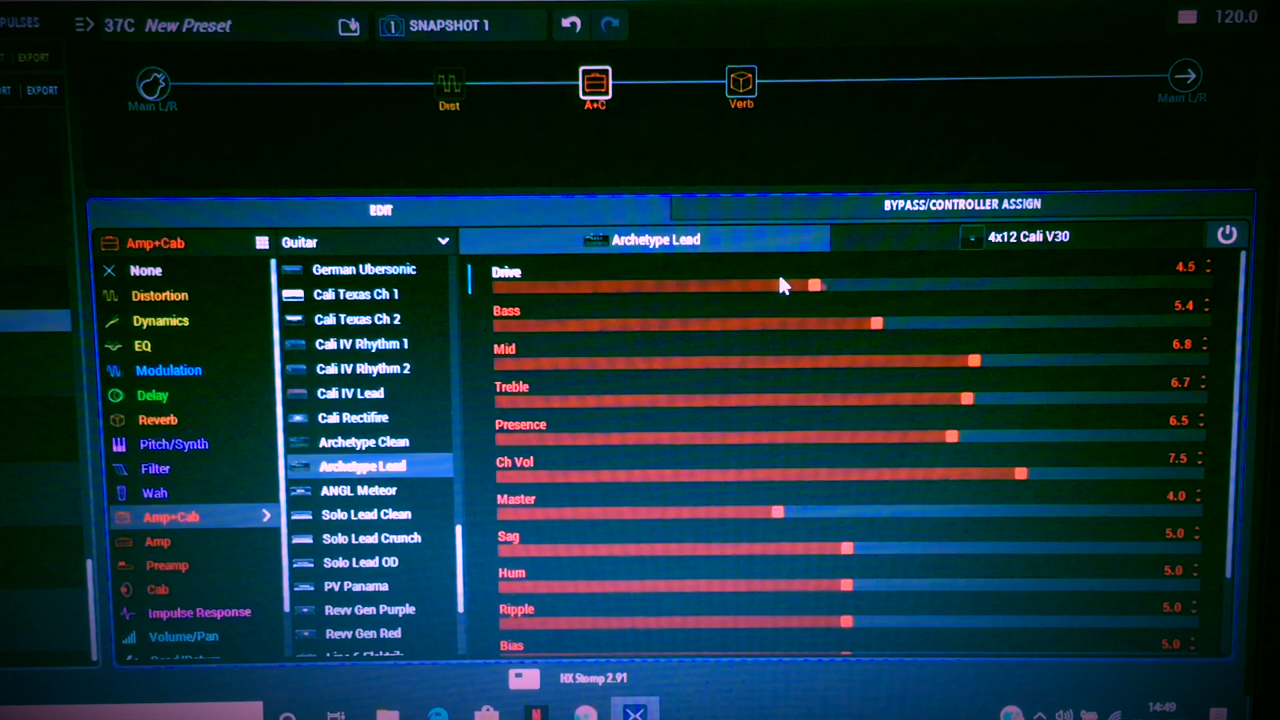 PULSES
37C New Preset
1 SNAPSHOT 1
120.0
EXPORT
EXPORT
Main L/R
Dist
A+C
Verb
Main L/R
EDIT
BYPASS/CONTROLLER ASSIGN
Amp+Cab
Guitar
Archetype Lead
4x12 Cali V30
None
Distortion
Dynamics
EQ
Modulation
Delay
Reverb
Pitch/Synth
Filter
Wah
Amp+Cab
Amp
Preamp
Cab
Impulse Response
Volume/Pan
German Ubersonic
Cali Texas Ch 1
Cali Texas Ch 2
Cali IV Rhythm 1
Cali IV Rhythm 2
Cali IV Lead
Cali Rectifire
Archetype Clean
Archetype Lead
ANGL Meteor
Solo Lead Clean
Solo Lead Crunch
Solo Lead OD
PV Panama
Revv Gen Purple
Revv Gen Red
Drive 4.5
Bass 5.4
Mid 6.8
Treble 6.7
Presence 6.5
Ch Vol 7.5
Master 4.0
Sag 5.0
Hum 5.0
Ripple 5.0
Bias 5.0
HX Stomp 2.91
N
14:49